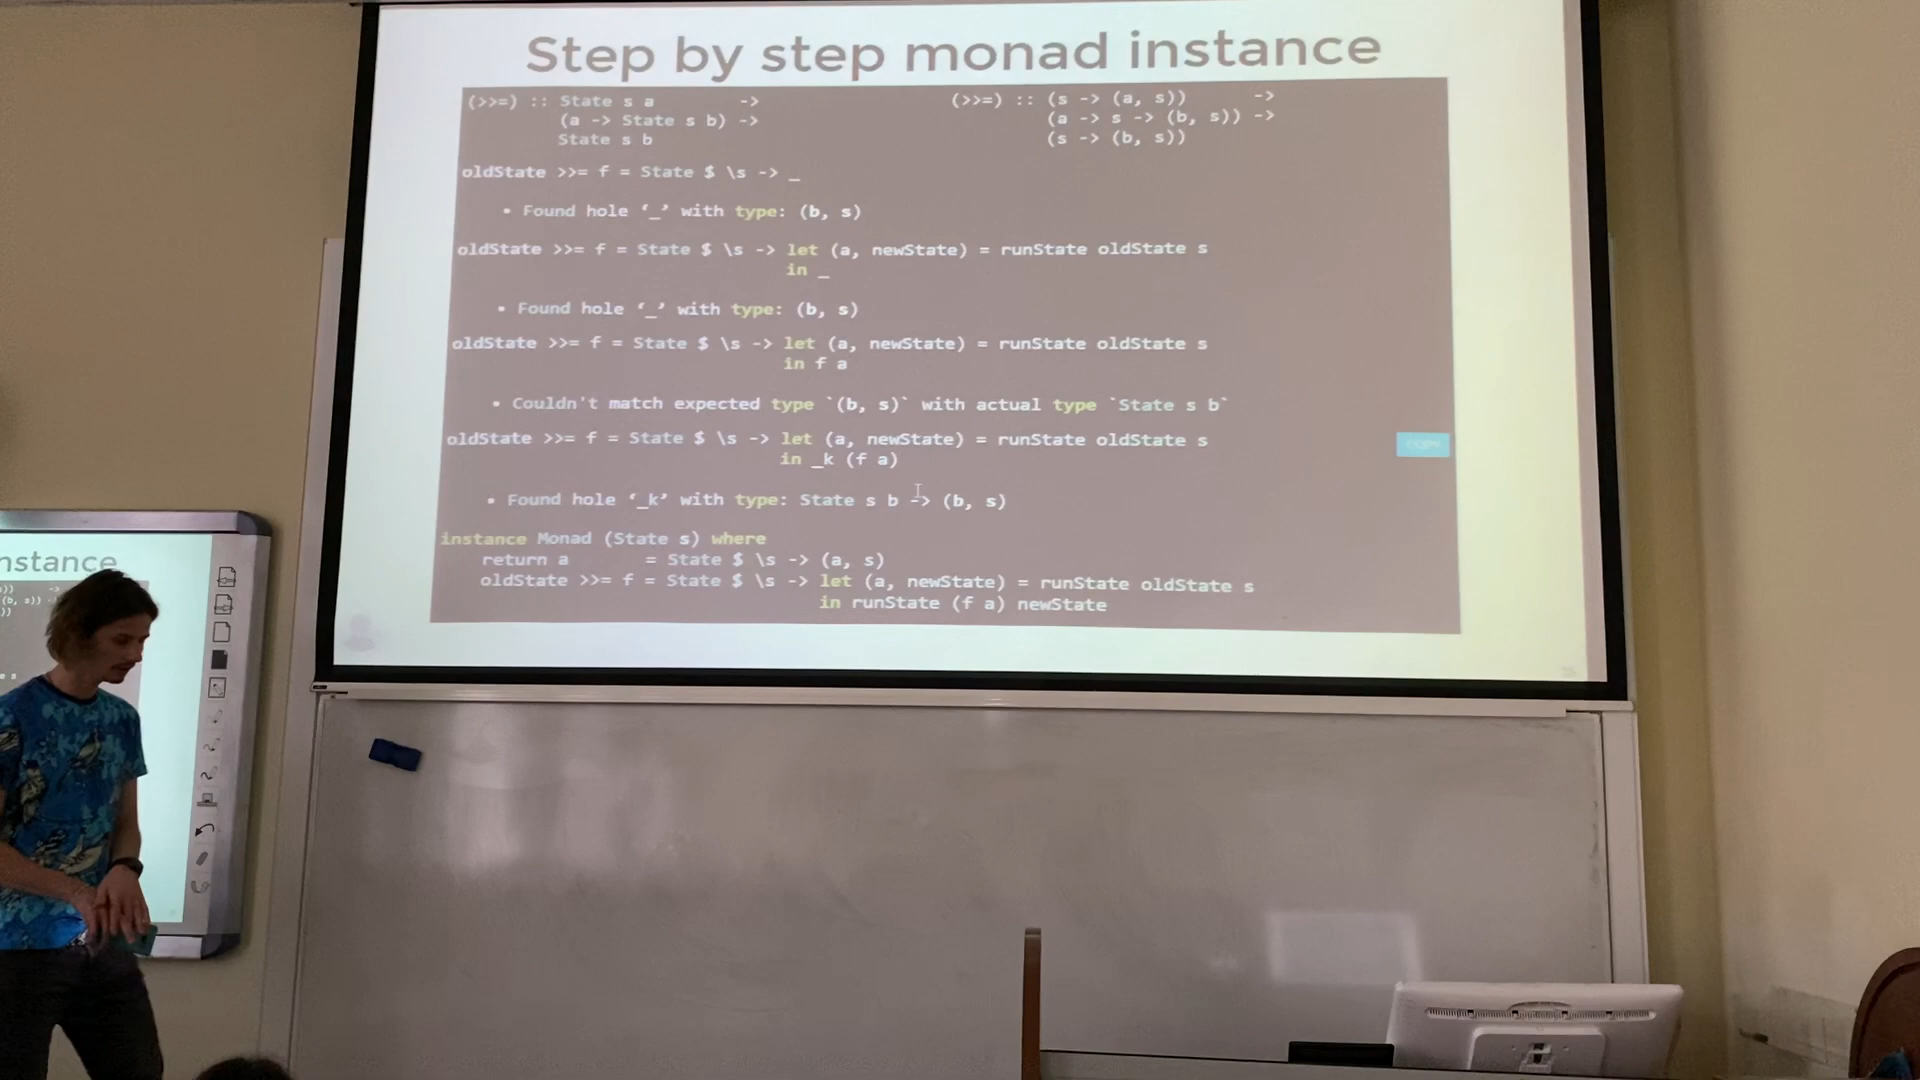 Step by step monad instance
(>>=) :: State s a ->
(a -> State s b) ->
State s b
(>>=) :: (s -> (a, s)) ->
(a -> s -> (b, s)) ->
(s -> (b, s))
oldState >>= f = State $ \s -> _
• Found hole ‘_’ with type: (b, s)
oldState >>= f = State $ \s -> let (a, newState) = runState oldState s
in _
• Found hole ‘_’ with type: (b, s)
oldState >>= f = State $ \s -> let (a, newState) = runState oldState s
in f a
• Couldn't match expected type `(b, s)` with actual type `State s b`
oldState >>= f = State $ \s -> let (a, newState) = runState oldState s
in _k (f a)
• Found hole ‘_k’ with type: State s b -> (b, s)
instance Monad (State s) where
return a = State $ \s -> (a, s)
oldState >>= f = State $ \s -> let (a, newState) = runState oldState s
in runState (f a) newState
nstance
)) ->
(b, s)) -
))